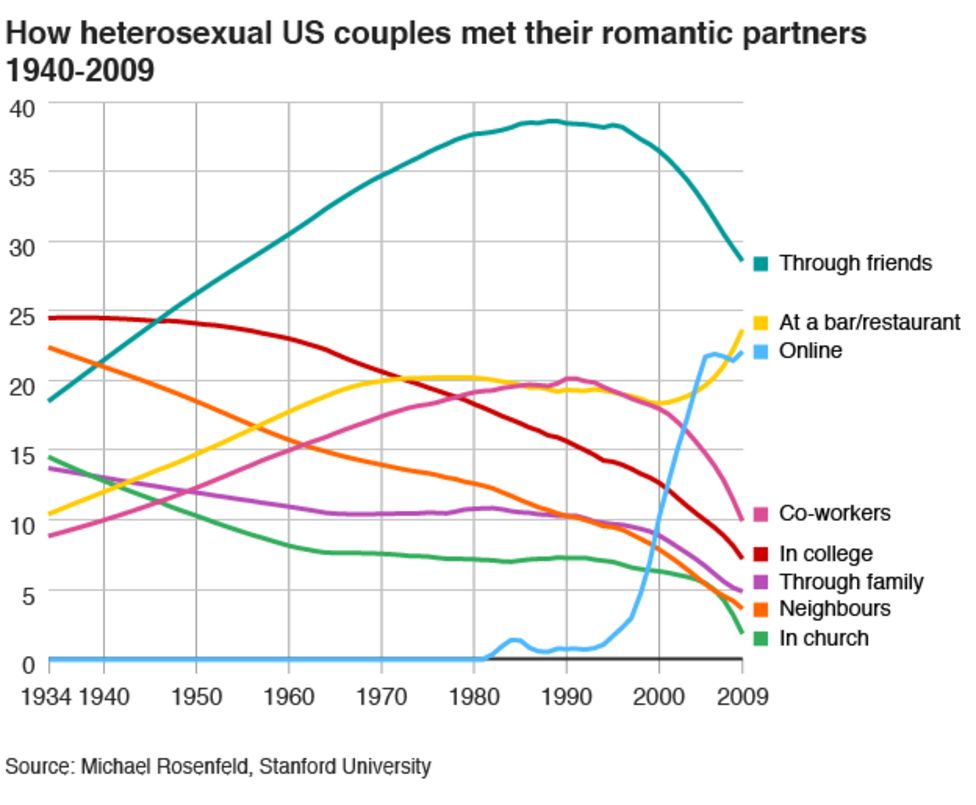 How heterosexual US couples met their romantic partners
1940-2009
40
35
30
25
20
15
10
5
0
1934 1940 1950 1960 1970 1980 1990 2000 2009
Through friends
At a bar/restaurant
Online
Co-workers
In college
Through family
Neighbours
In church
Source: Michael Rosenfeld, Stanford University